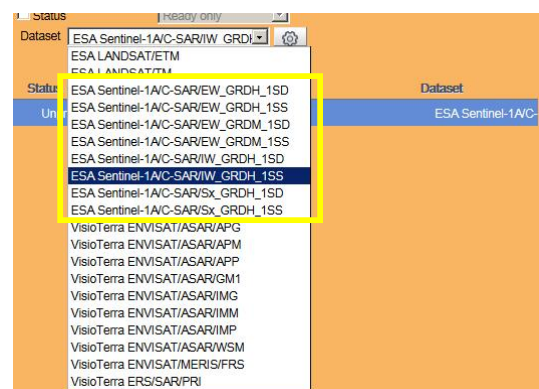 Status Ready only
Dataset ESA Sentinel-1A/C-SAR/IW_GRDH
ESA LANDSAT/ETM
ESA LANDSAT/TM
Status Dataset
ESA Sentinel-1A/C-SAR/EW_GRDH_1SD
ESA Sentinel-1A/C-SAR/EW_GRDH_1SS
ESA Sentinel-1A/C-
ESA Sentinel-1A/C-SAR/EW_GRDM_1SD
ESA Sentinel-1A/C-SAR/EW_GRDM_1SS
ESA Sentinel-1A/C-SAR/IW_GRDH_1SD
ESA Sentinel-1A/C-SAR/IW_GRDH_1SS
ESA Sentinel-1A/C-SAR/Sx_GRDH_1SD
ESA Sentinel-1A/C-SAR/Sx_GRDH_1SS
VisioTerra ENVISAT/ASAR/APG
VisioTerra ENVISAT/ASAR/APM
VisioTerra ENVISAT/ASAR/APP
VisioTerra ENVISAT/ASAR/GM1
VisioTerra ENVISAT/ASAR/IMG
VisioTerra ENVISAT/ASAR/IMM
VisioTerra ENVISAT/ASAR/IMP
VisioTerra ENVISAT/ASAR/WSM
VisioTerra ENVISAT/MERIS/FRS
VisioTerra ERS/SAR/PRI